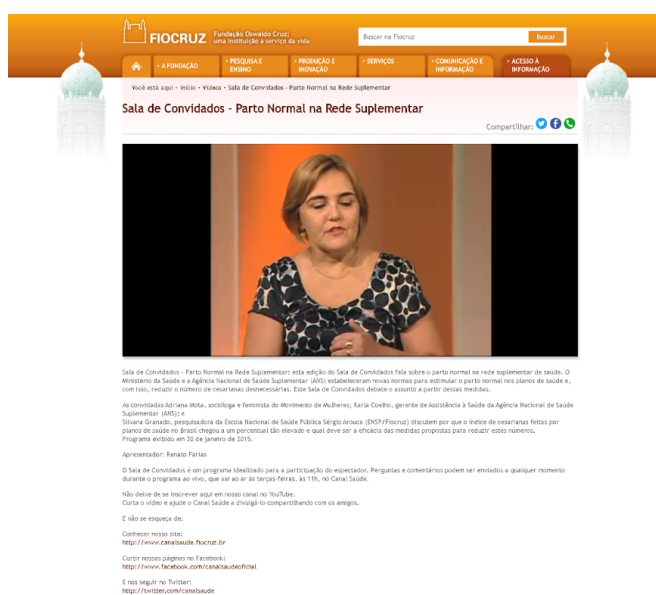 FIOCRUZ
Fundação Oswaldo Cruz:
uma instituição a serviço
da vida
Buscar na Fiocruz
Buscar
A FUNDAÇÃO
PESQUISA E
ENSINO
PRODUÇÃO E
INOVAÇÃO
SERVIÇOS
COMUNICAÇÃO E
INFORMAÇÃO
ACESSO À
INFORMAÇÃO
Você está aqui • Início • Vídeos • Sala de Convidados - Parto Normal na Rede Suplementar
Sala de Convidados - Parto Normal na Rede Suplementar
Compartilhar:
Sala de Convidados - Parto Normal na Rede Suplementar: esta edição do Sala de Convidados fala sobre o parto normal na rede suplementar de saúde. O
Ministério da Saúde e a Agência Nacional de Saúde Suplementar (ANS) estabeleceram novas normas para estimular o parto normal nos planos de saúde e,
com isso, reduzir o número de cesarianas desnecessárias. Este Sala de Convidados debate o assunto a partir dessas medidas.
As convidadas Adriana Mota, socióloga e feminista do Movimento de Mulheres; Karla Coelho, gerente de Assistência à Saúde da Agência Nacional de Saúde
Suplementar (ANS); e
Silvana Granado, pesquisadora da Escola Nacional de Saúde Pública Sérgio Arouca (ENSP/Fiocruz) discutem por que o índice de cesarianas feitas por
planos de saúde no Brasil chegou a um percentual tão elevado e qual deve ser a eficácia das medidas propostas para reduzir estes números.
Programa exibido em 20 de janeiro de 2015.
Apresentador: Renato Farias
O Sala de Convidados é um programa idealizado para a participação do espectador. Perguntas e comentários podem ser enviados a qualquer momento
durante o programa ao vivo, que vai ao ar às terças-feiras, às 11h, no Canal Saúde.
Não deixe de se inscrever aqui em nosso canal no YouTube.
Curta o vídeo e ajude o Canal Saúde a divulgá-lo compartilhando com os amigos.
E não se esqueça de:
Conhecer nosso site:
http://www.canalsaude.fiocruz.br
Curtir nossas páginas no Facebook:
http://www.facebook.com/canalsaudeoficial
E nos seguir no Twitter:
http://twitter.com/canalsaude